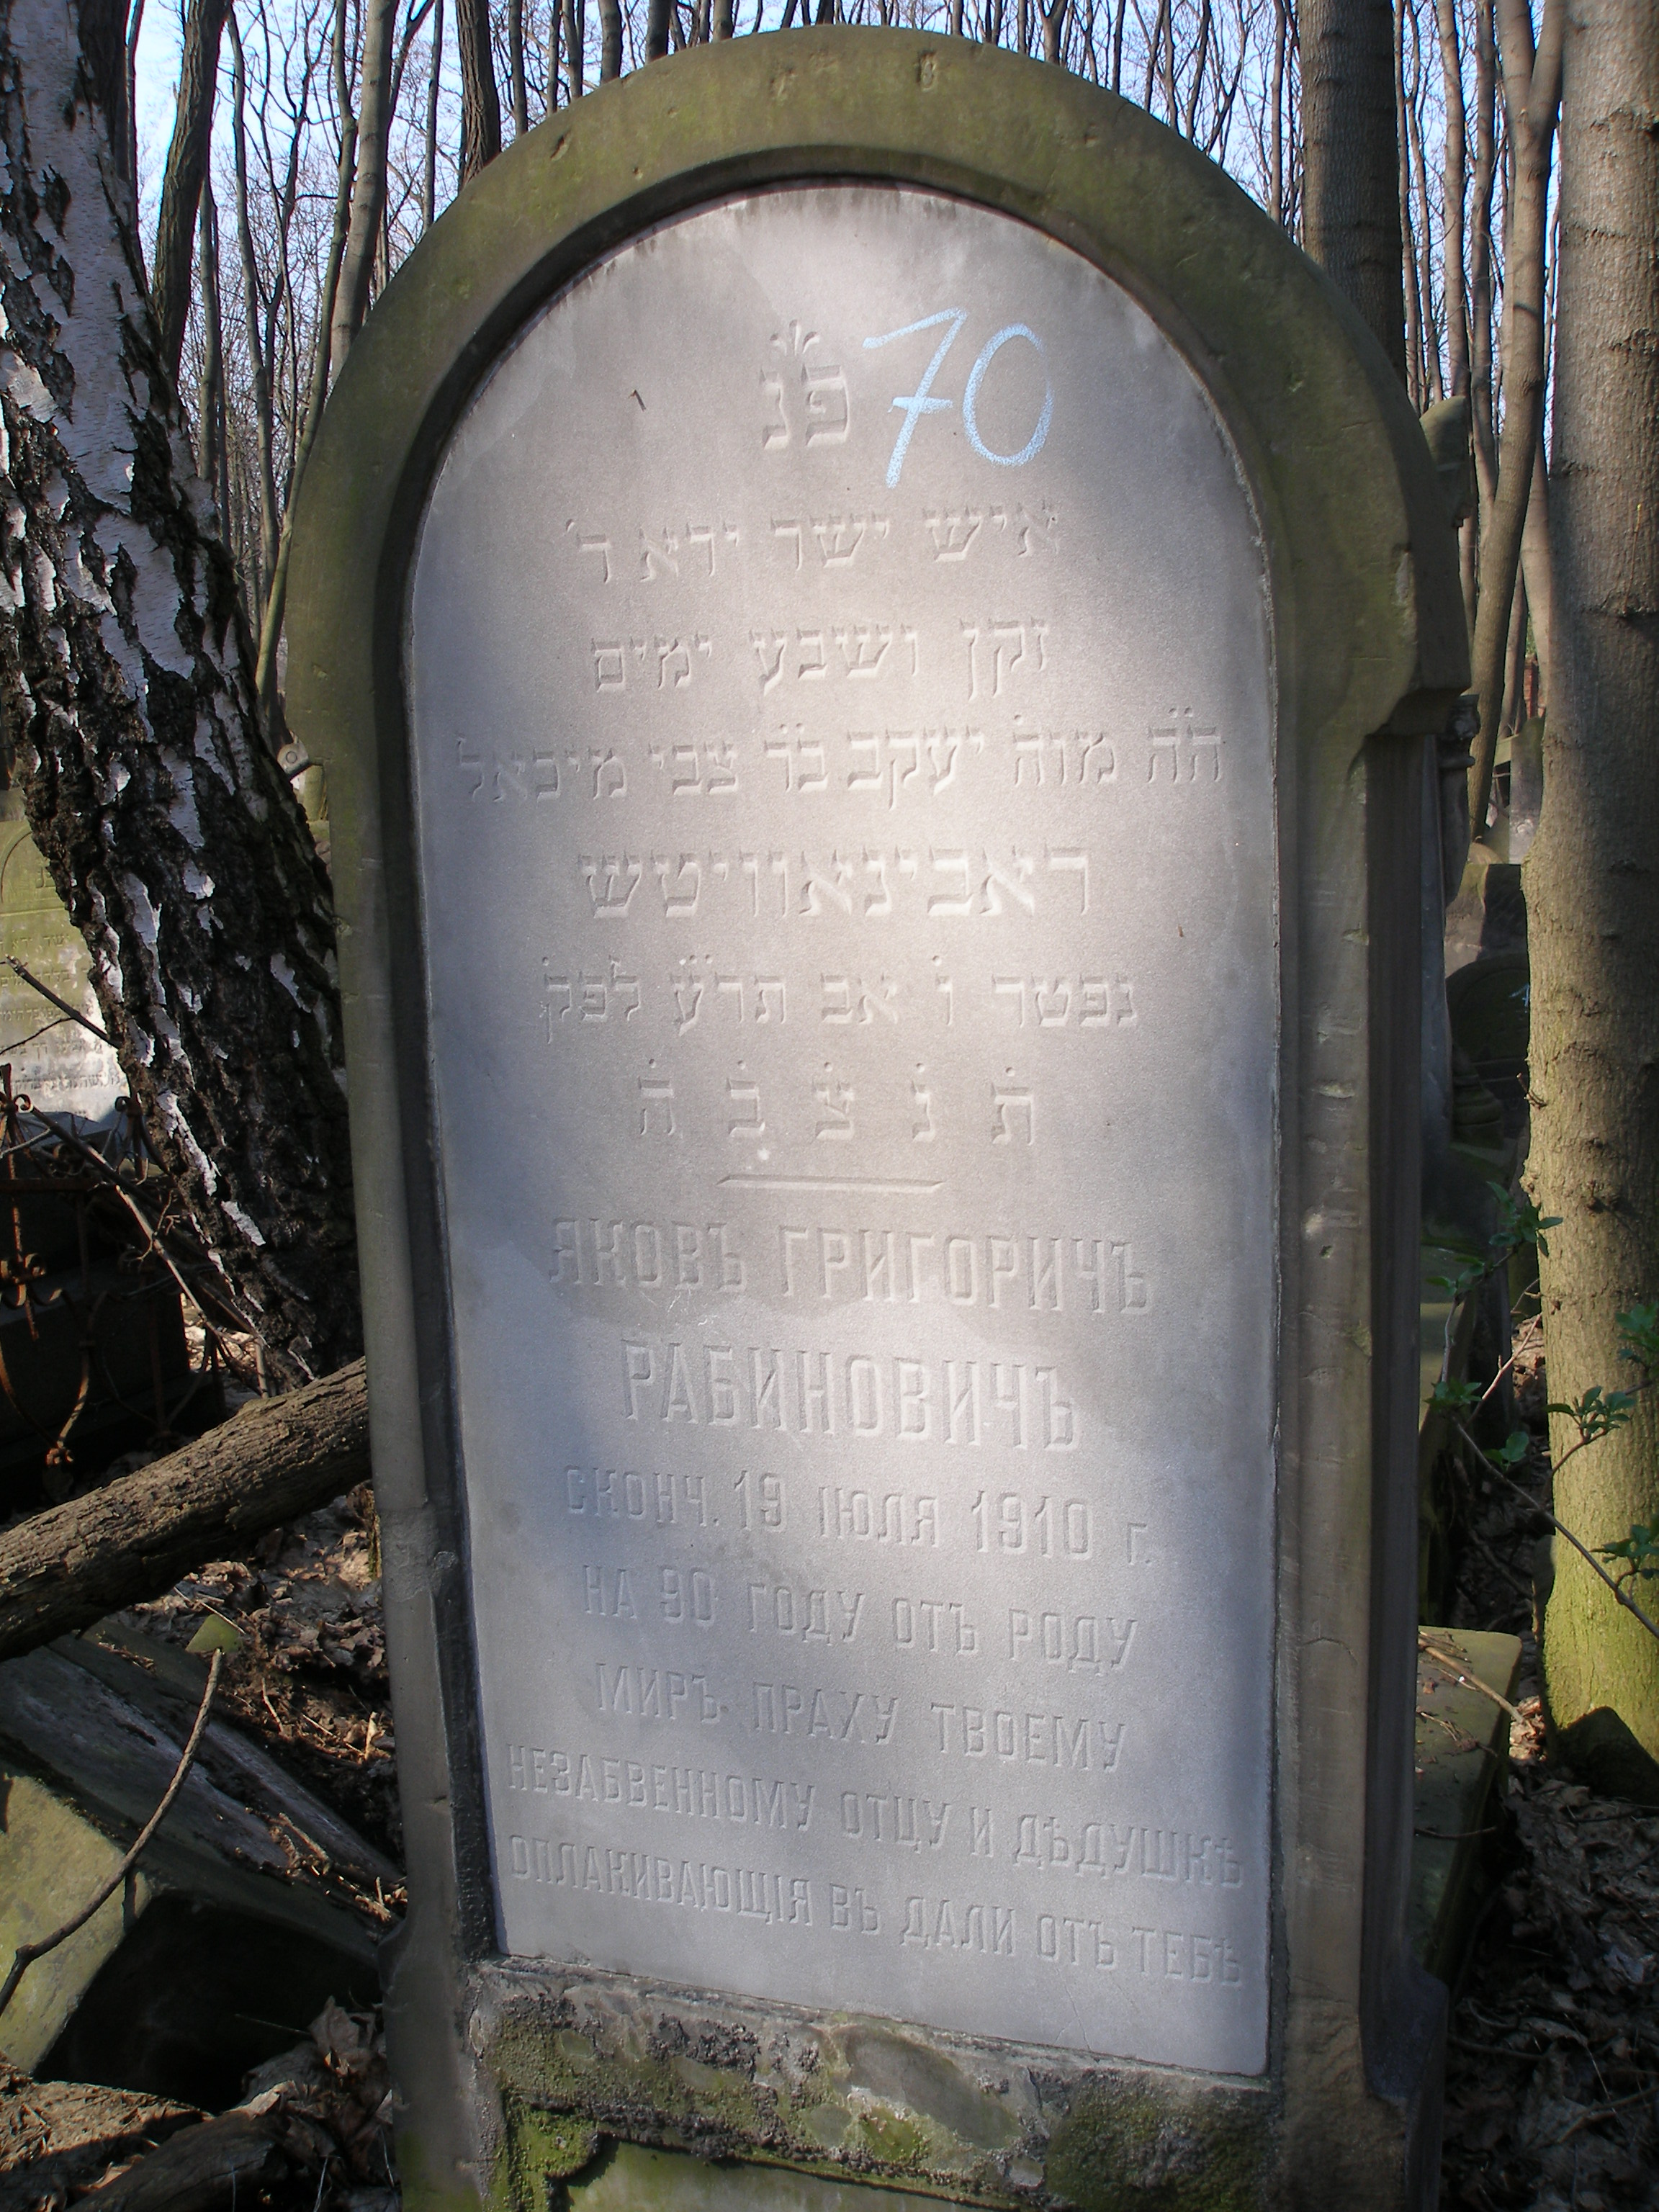 פנ 70
איש ישר ירא ד'
זקן ושבע ימים
הה מוה יעקב בר צבי מיכאל
ראבינאוויטש
נפטר ו אב תרע לפק
ת נ צ ב ה
ЯКОВЪ ГРИГОРИЧЪ
РАБИНОВИЧЪ
СКОНЧ. 19 ІЮЛЯ 1910 г.
НА 90 ГОДУ ОТЪ РОДУ
МИРЪ ПРАХУ ТВОЕМУ
НЕЗАБВЕННОМУ ОТЦУ И ДѢДУШКѢ
ОПЛАКИВАЮЩІЯ ВЪ ДАЛИ ОТЪ ТЕБѢ